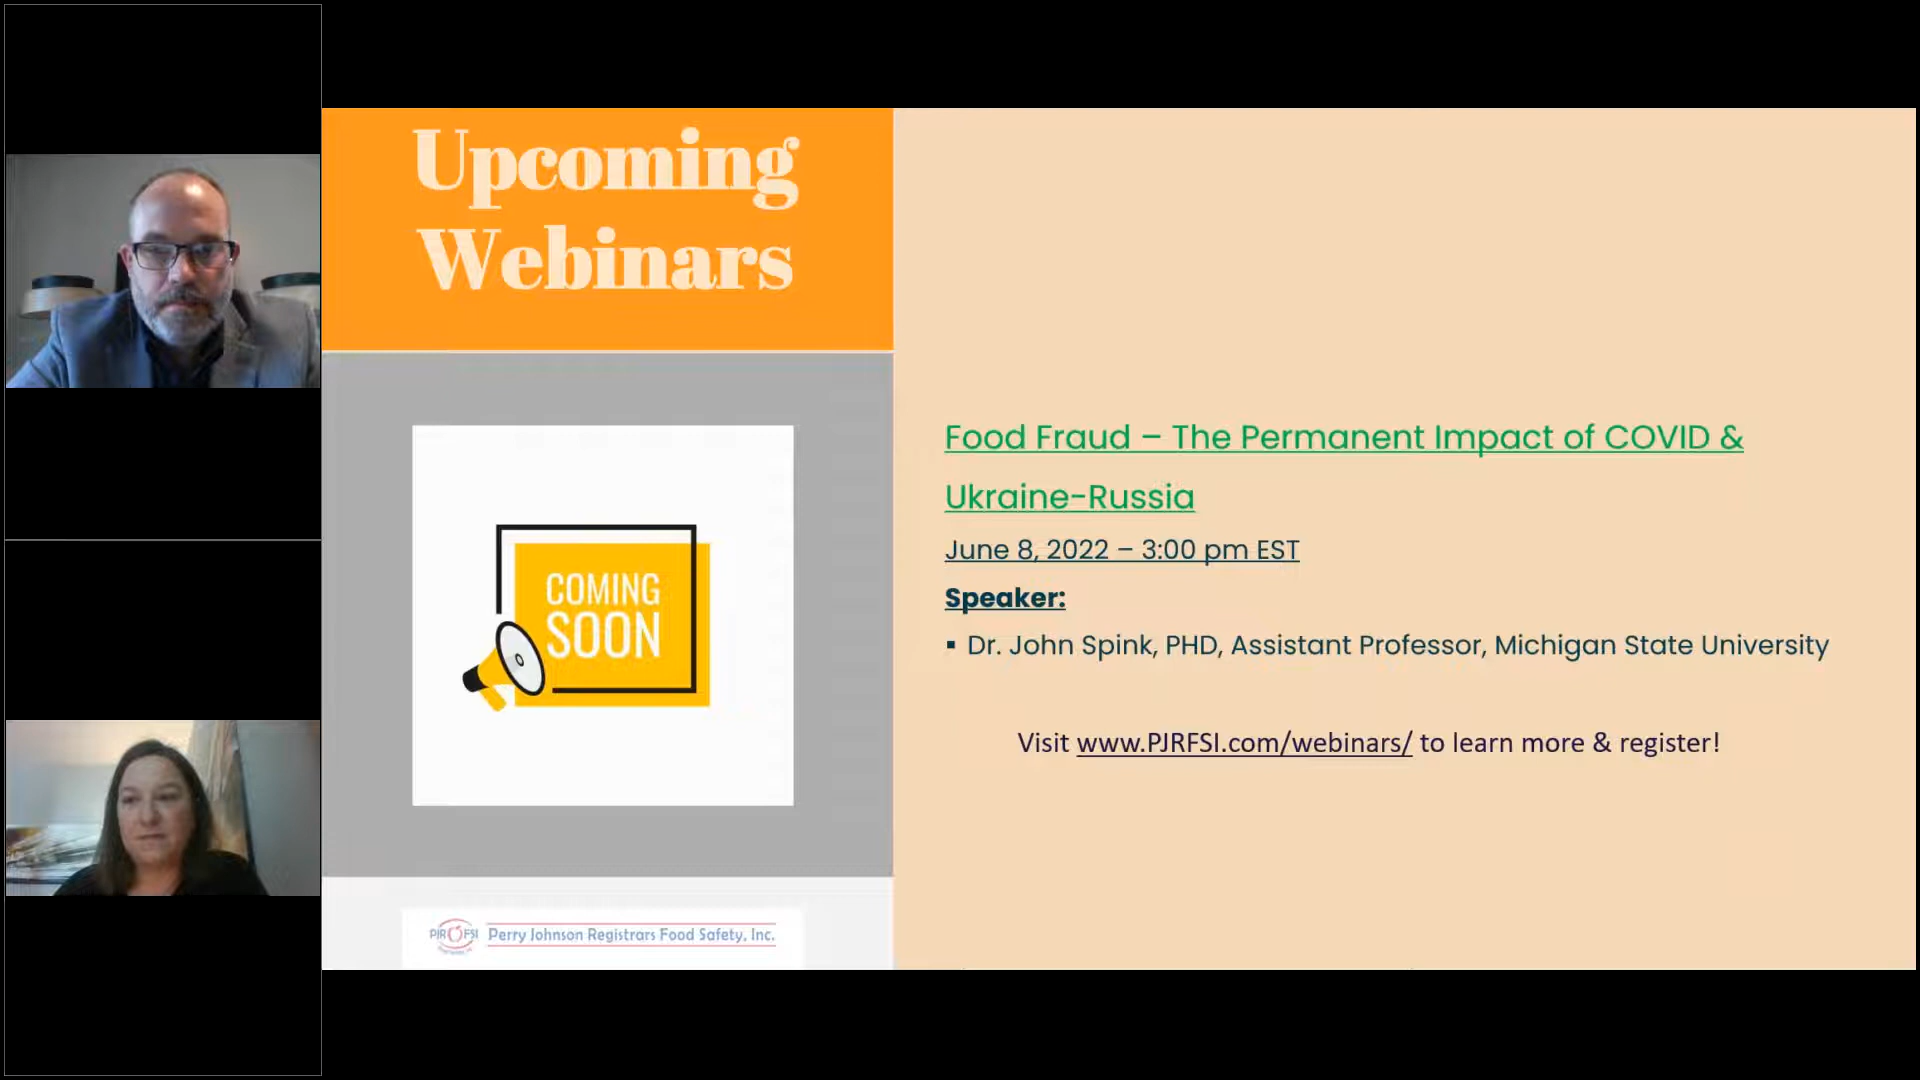 Upcoming
Webinars
COMING
SOON
PJR FSI Perry Johnson Registrars Food Safety, Inc.
Food Fraud – The Permanent Impact of COVID &
Ukraine-Russia
June 8, 2022 – 3:00 pm EST
Speaker:
▪ Dr. John Spink, PHD, Assistant Professor, Michigan State University
Visit www.PJRFSI.com/webinars/ to learn more & register!